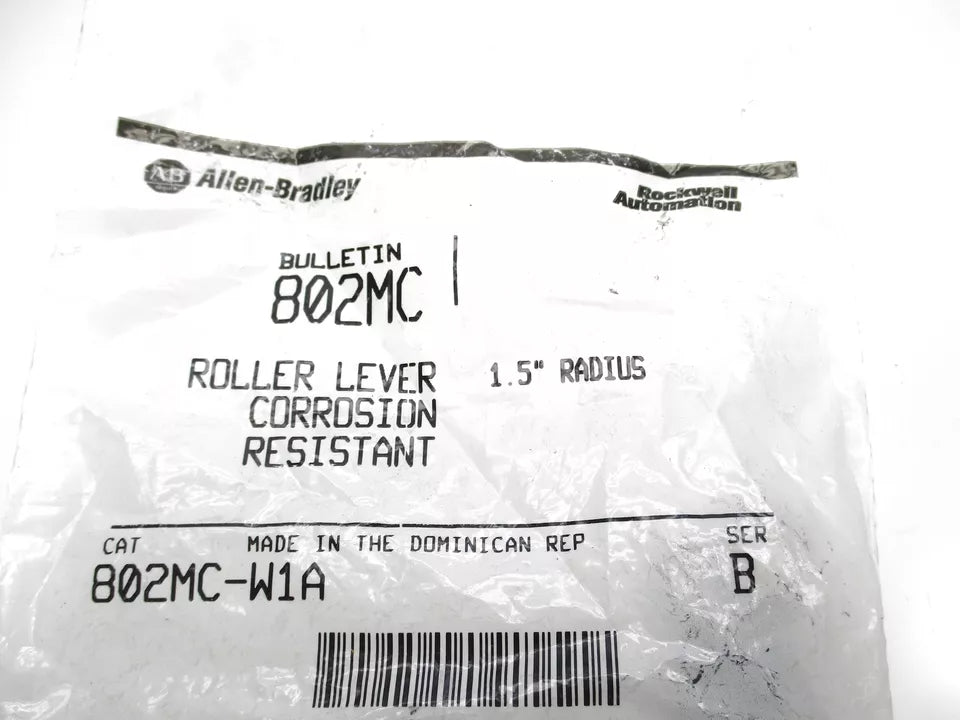 AB Allen-Bradley
Rockwell
Automation
BULLETIN
802MC
ROLLER LEVER 1.5" RADIUS
CORROSION
RESISTANT
CAT MADE IN THE DOMINICAN REP SER
802MC-W1A B